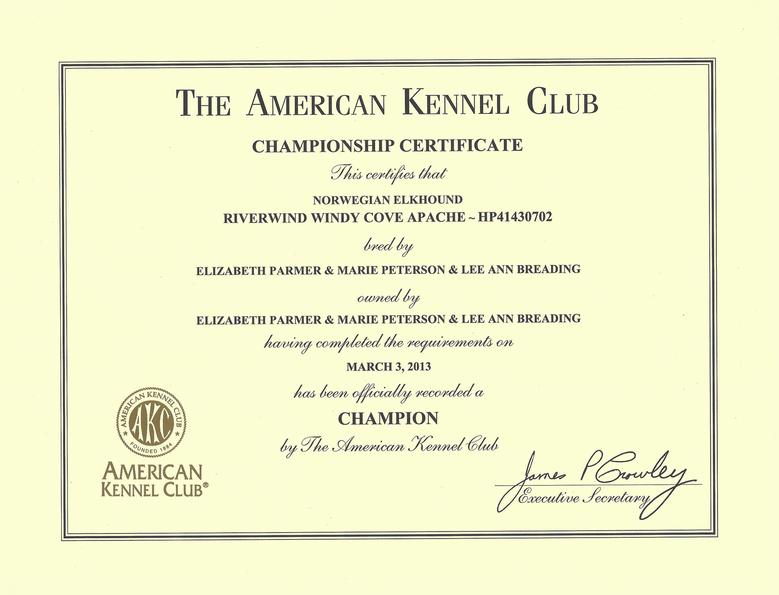 THE AMERICAN KENNEL CLUB
CHAMPIONSHIP CERTIFICATE
This certifies that
NORWEGIAN ELKHOUND
RIVERWIND WINDY COVE APACHE ~ HP41430702
bred by
ELIZABETH PARMER & MARIE PETERSON & LEE ANN BREADING
owned by
ELIZABETH PARMER & MARIE PETERSON & LEE ANN BREADING
having completed the requirements on
MARCH 3, 2013
has been officially recorded a
CHAMPION
by The American Kennel Club
AMERICAN KENNEL CLUB
AKC
FOUNDED 1884
AMERICAN
KENNEL CLUB®
James P Crowley
Executive Secretary